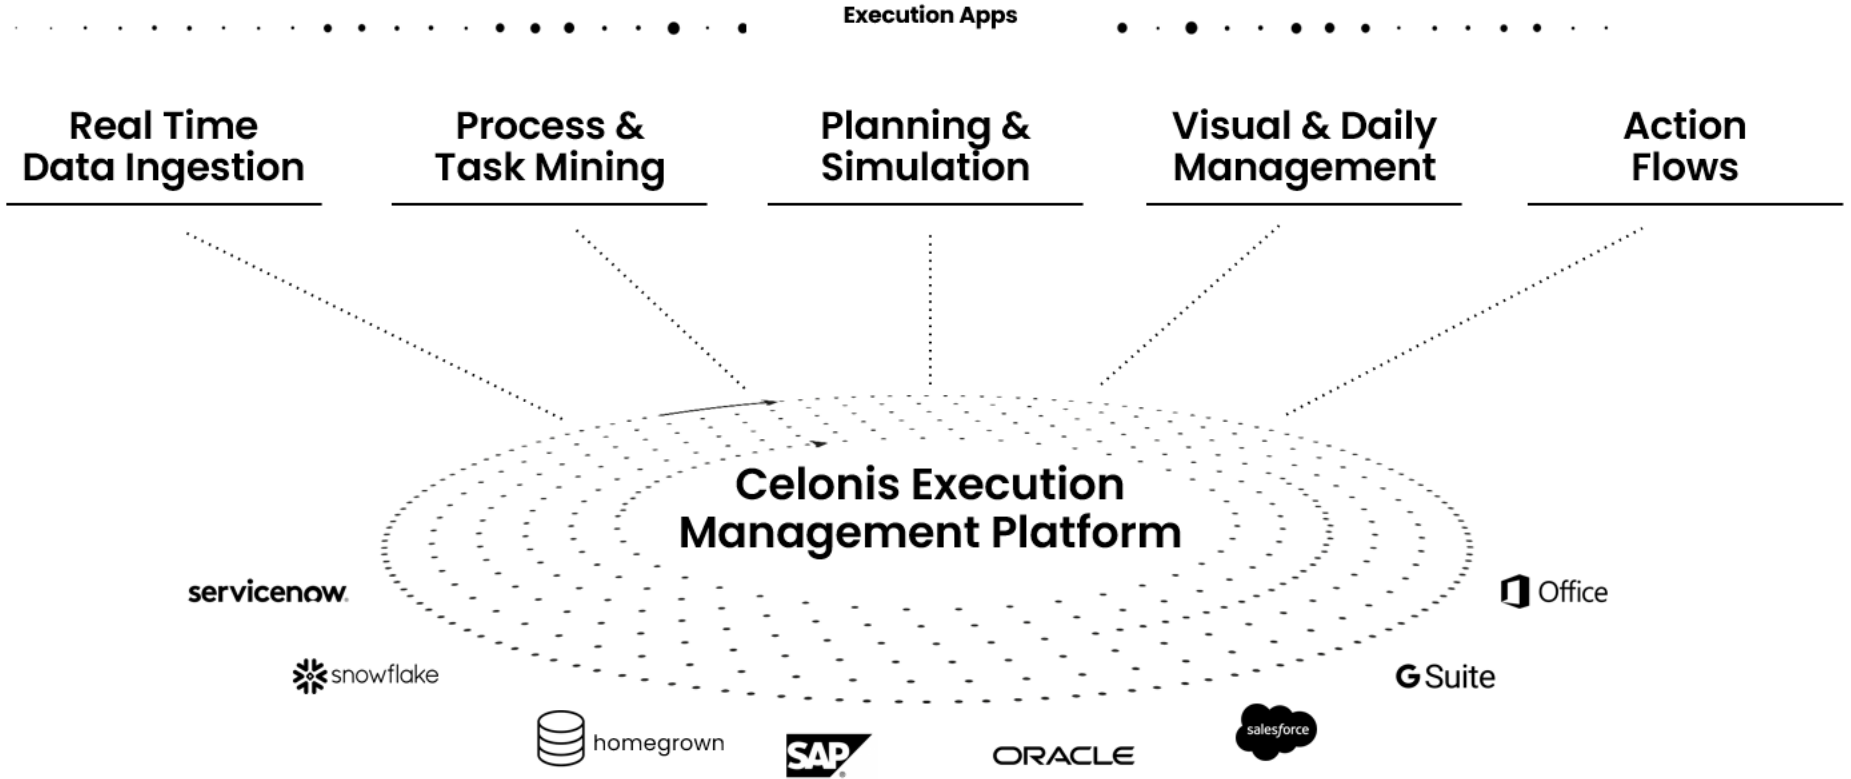 Execution Apps
Real Time
Data Ingestion
Process &
Task Mining
Planning &
Simulation
Visual & Daily
Management
Action
Flows
Celonis Execution
Management Platform
servicenow.
Office
snowflake
G Suite
homegrown
SAP®
ORACLE
salesforce